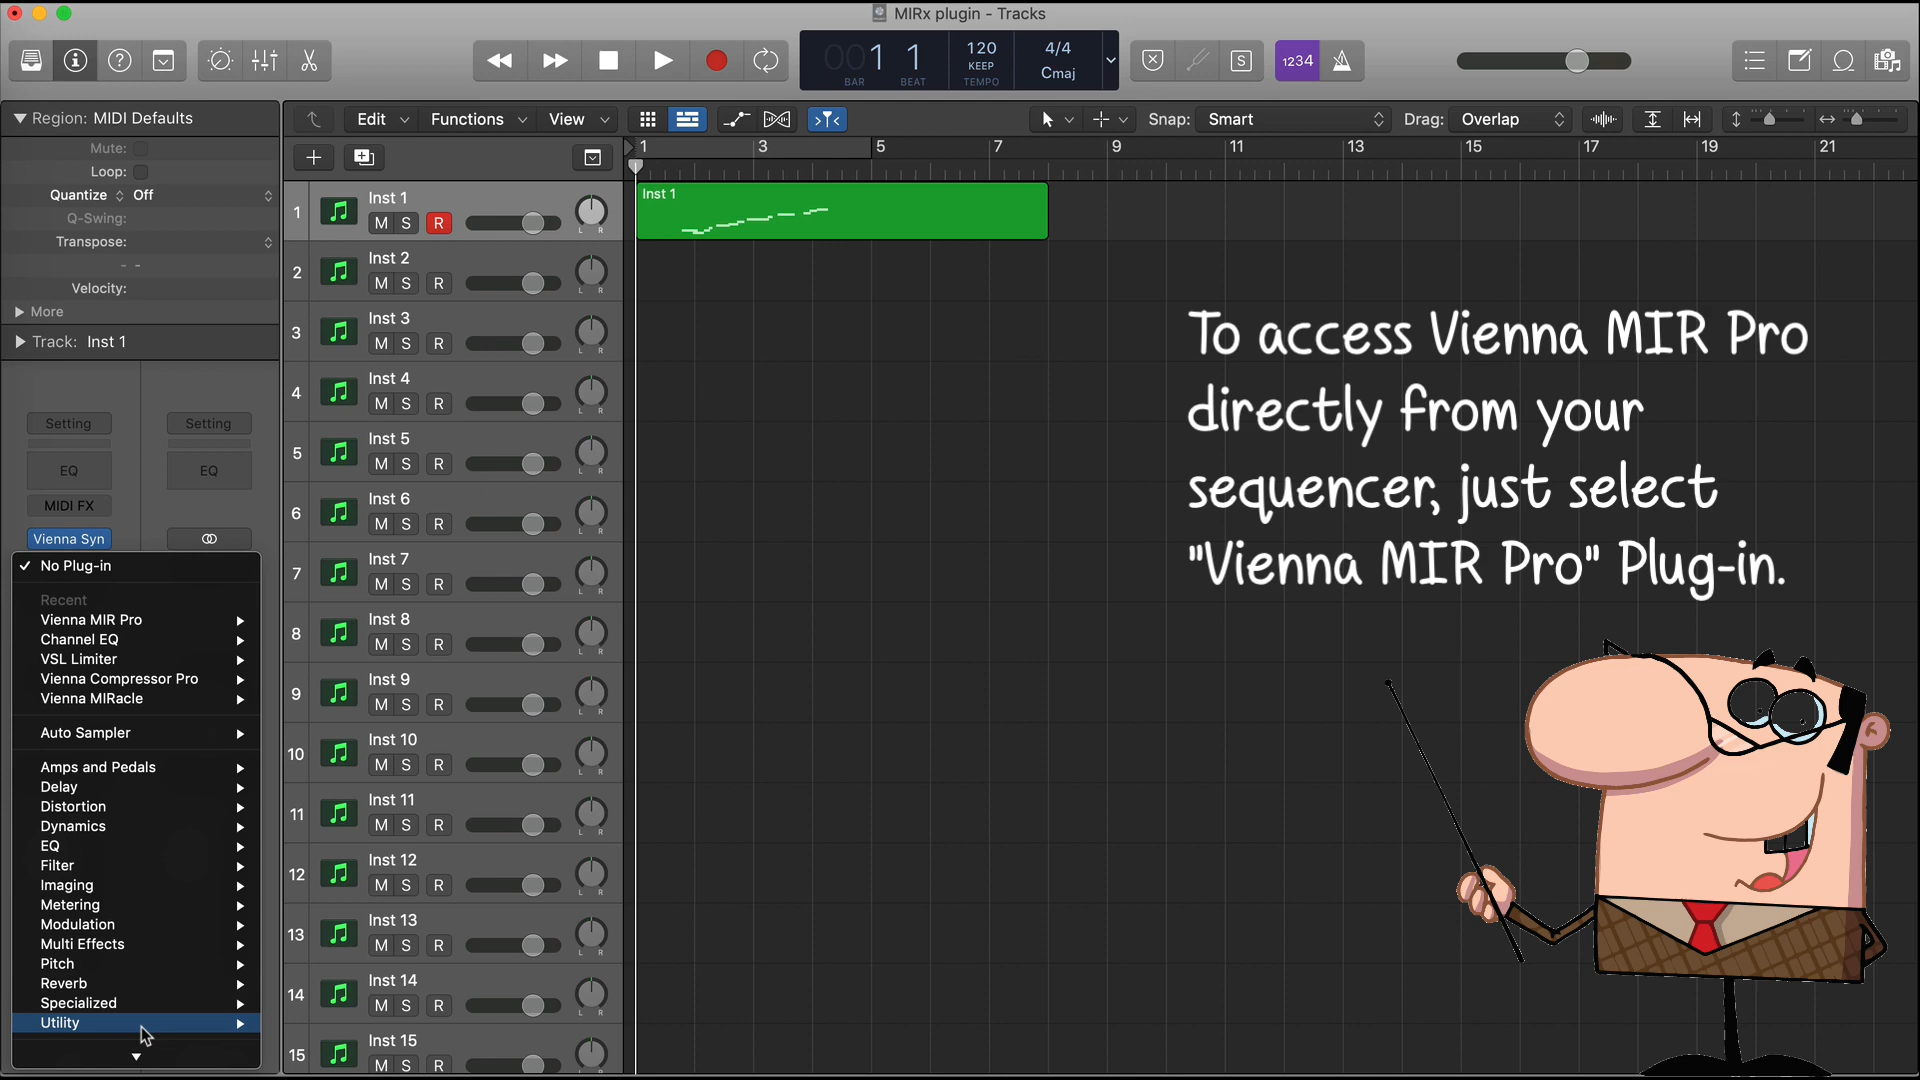 MIRx plugin - Tracks
001 1
BAR BEAT
120
KEEP
TEMPO
4/4
Cmaj
S
1234
Region: MIDI Defaults
Mute:
Loop:
Quantize Off
Q-Swing:
Transpose:
- -
Velocity:
More
Track: Inst 1
Setting Setting
EQ EQ
MIDI FX
Vienna Syn
No Plug-in
Recent
Vienna MIR Pro
Channel EQ
VSL Limiter
Vienna Compressor Pro
Vienna MIRacle
Auto Sampler
Amps and Pedals
Delay
Distortion
Dynamics
EQ
Filter
Imaging
Metering
Modulation
Multi Effects
Pitch
Reverb
Specialized
Utility
Edit Functions View
Snap: Smart Drag: Overlap
1 3 5 7 9 11 13 15 17 19 21
1 Inst 1
M S R L R
2 Inst 2
M S R L R
3 Inst 3
M S R L R
4 Inst 4
M S R L R
5 Inst 5
M S R L R
6 Inst 6
M S R L R
7 Inst 7
M S R L R
8 Inst 8
M S R L R
9 Inst 9
M S R L R
10 Inst 10
M S R L R
11 Inst 11
M S R L R
12 Inst 12
M S R L R
13 Inst 13
M S R L R
14 Inst 14
M S R L R
15 Inst 15
M S R
Inst 1
To access Vienna MIR Pro
directly from your
sequencer, just select
"Vienna MIR Pro" Plug-in.